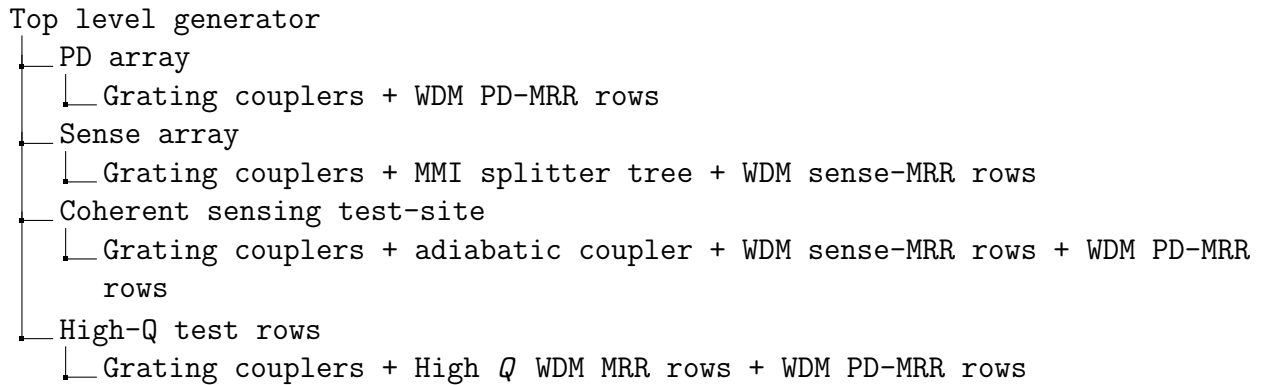 Top level generator
PD array
Grating couplers + WDM PD-MRR rows
Sense array
Grating couplers + MMI splitter tree + WDM sense-MRR rows
Coherent sensing test-site
Grating couplers + adiabatic coupler + WDM sense-MRR rows + WDM PD-MRR
rows
High-Q test rows
Grating couplers + High Q WDM MRR rows + WDM PD-MRR rows